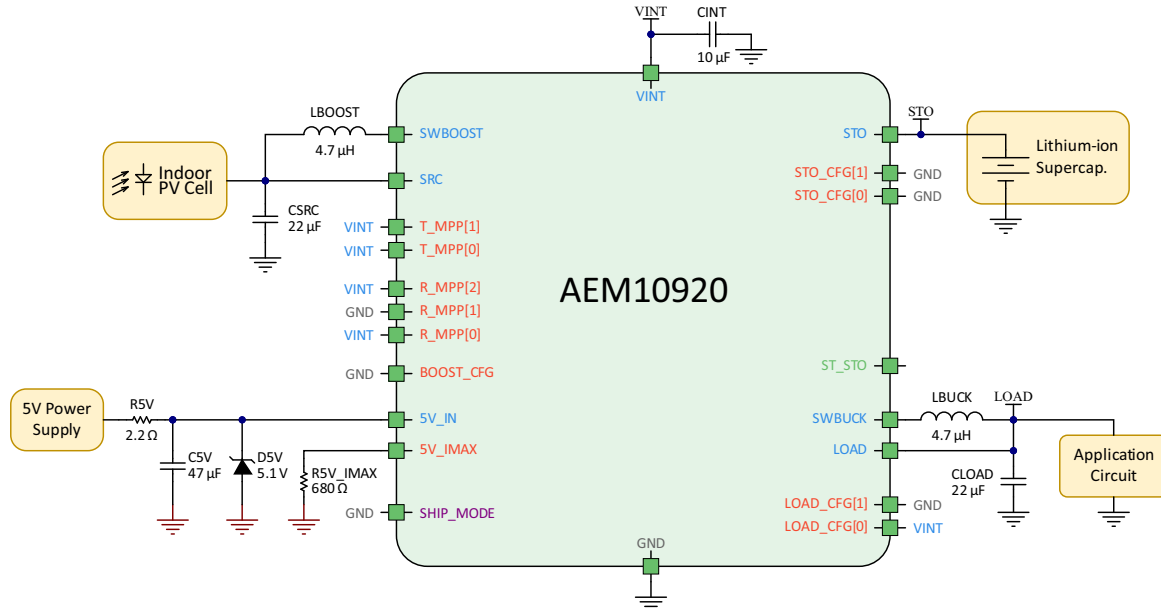 VINT
CINT
10 µF
VINT
LBOOST
4.7 µH
SWBOOST
STO
STO
Lithium-ion
Supercap.
Indoor
PV Cell
SRC
STO_CFG[1]
GND
STO_CFG[0]
GND
CSRC
22 µF
VINT
T_MPP[1]
VINT
T_MPP[0]
VINT
R_MPP[2]
GND
R_MPP[1]
VINT
R_MPP[0]
AEM10920
GND
BOOST_CFG
ST_STO
5V Power
Supply
R5V
2.2 Ω
5V_IN
SWBUCK
LBUCK
4.7 µH
LOAD
5V_IMAX
LOAD
Application
Circuit
C5V
47 µF
D5V
5.1 V
R5V_IMAX
680 Ω
CLOAD
22 µF
GND
SHIP_MODE
LOAD_CFG[1]
GND
LOAD_CFG[0]
VINT
GND